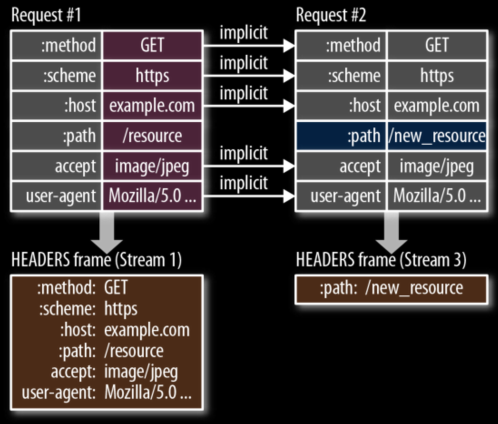 Request #1
:method GET
:scheme https
:host example.com
:path /resource
accept image/jpeg
user-agent Mozilla/5.0 ...
implicit
implicit
implicit
implicit
implicit
Request #2
:method GET
:scheme https
:host example.com
:path /new_resource
accept image/jpeg
user-agent Mozilla/5.0 ...
HEADERS frame (Stream 1)
:method: GET
:scheme: https
:host: example.com
:path: /resource
accept: image/jpeg
user-agent: Mozilla/5.0 ...
HEADERS frame (Stream 3)
:path: /new_resource